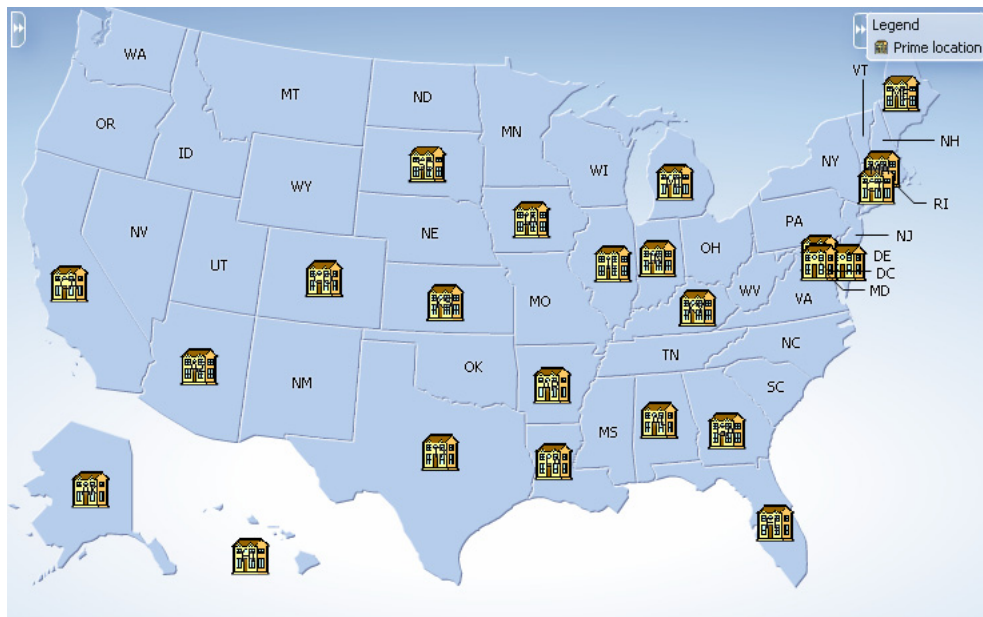 Legend
Prime location
WA
VT
MT
ND
OR
MN
NH
ID
NY
WI
WY
RI
PA
NV
NE
NJ
OH
DE
UT
DC
WV
MD
VA
MO
NC
TN
OK
NM
SC
MS